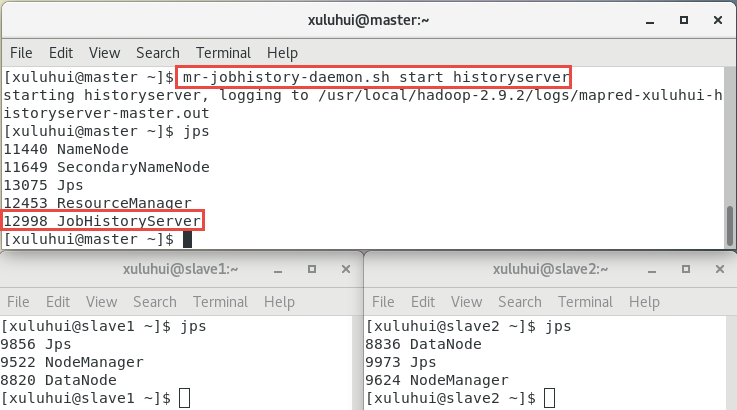 xuluhui@master:~
File Edit View Search Terminal Help
[xuluhui@master ~]$ mr-jobhistory-daemon.sh start historyserver
starting historyserver, logging to /usr/local/hadoop-2.9.2/logs/mapred-xuluhui-h
istoryserver-master.out
[xuluhui@master ~]$ jps
11440 NameNode
11649 SecondaryNameNode
13075 Jps
12453 ResourceManager
12998 JobHistoryServer
[xuluhui@master ~]$
xuluhui@slave1:~
File Edit View Search Terminal Help
[xuluhui@slave1 ~]$ jps
9856 Jps
9522 NodeManager
8820 DataNode
[xuluhui@slave1 ~]$
xuluhui@slave2:~
File Edit View Search Terminal Help
[xuluhui@slave2 ~]$ jps
8836 DataNode
9973 Jps
9624 NodeManager
[xuluhui@slave2 ~]$